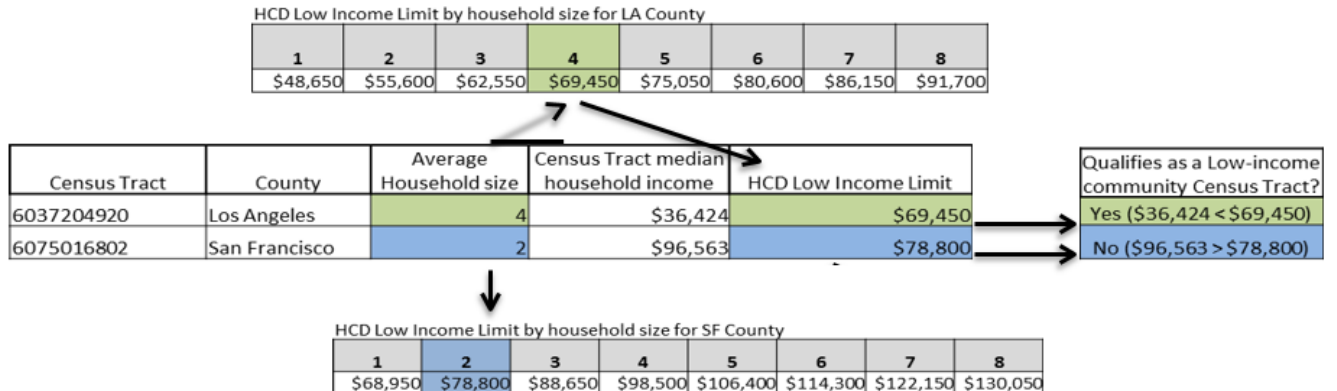 HCD Low Income Limit by household size for LA County
1 2 3 4 5 6 7 8
$48,650 $55,600 $62,550 $69,450 $75,050 $80,600 $86,150 $91,700
Average Census Tract median Qualifies as a Low-income
Census Tract County Household size household income HCD Low Income Limit community Census Tract?
6037204920 Los Angeles 4 $36,424 $69,450 Yes ($36,424 < $69,450)
6075016802 San Francisco 2 $96,563 $78,800 No ($96,563 > $78,800)
HCD Low Income Limit by household size for SF County
1 2 3 4 5 6 7 8
$68,950 $78,800 $88,650 $98,500 $106,400 $114,300 $122,150 $130,050